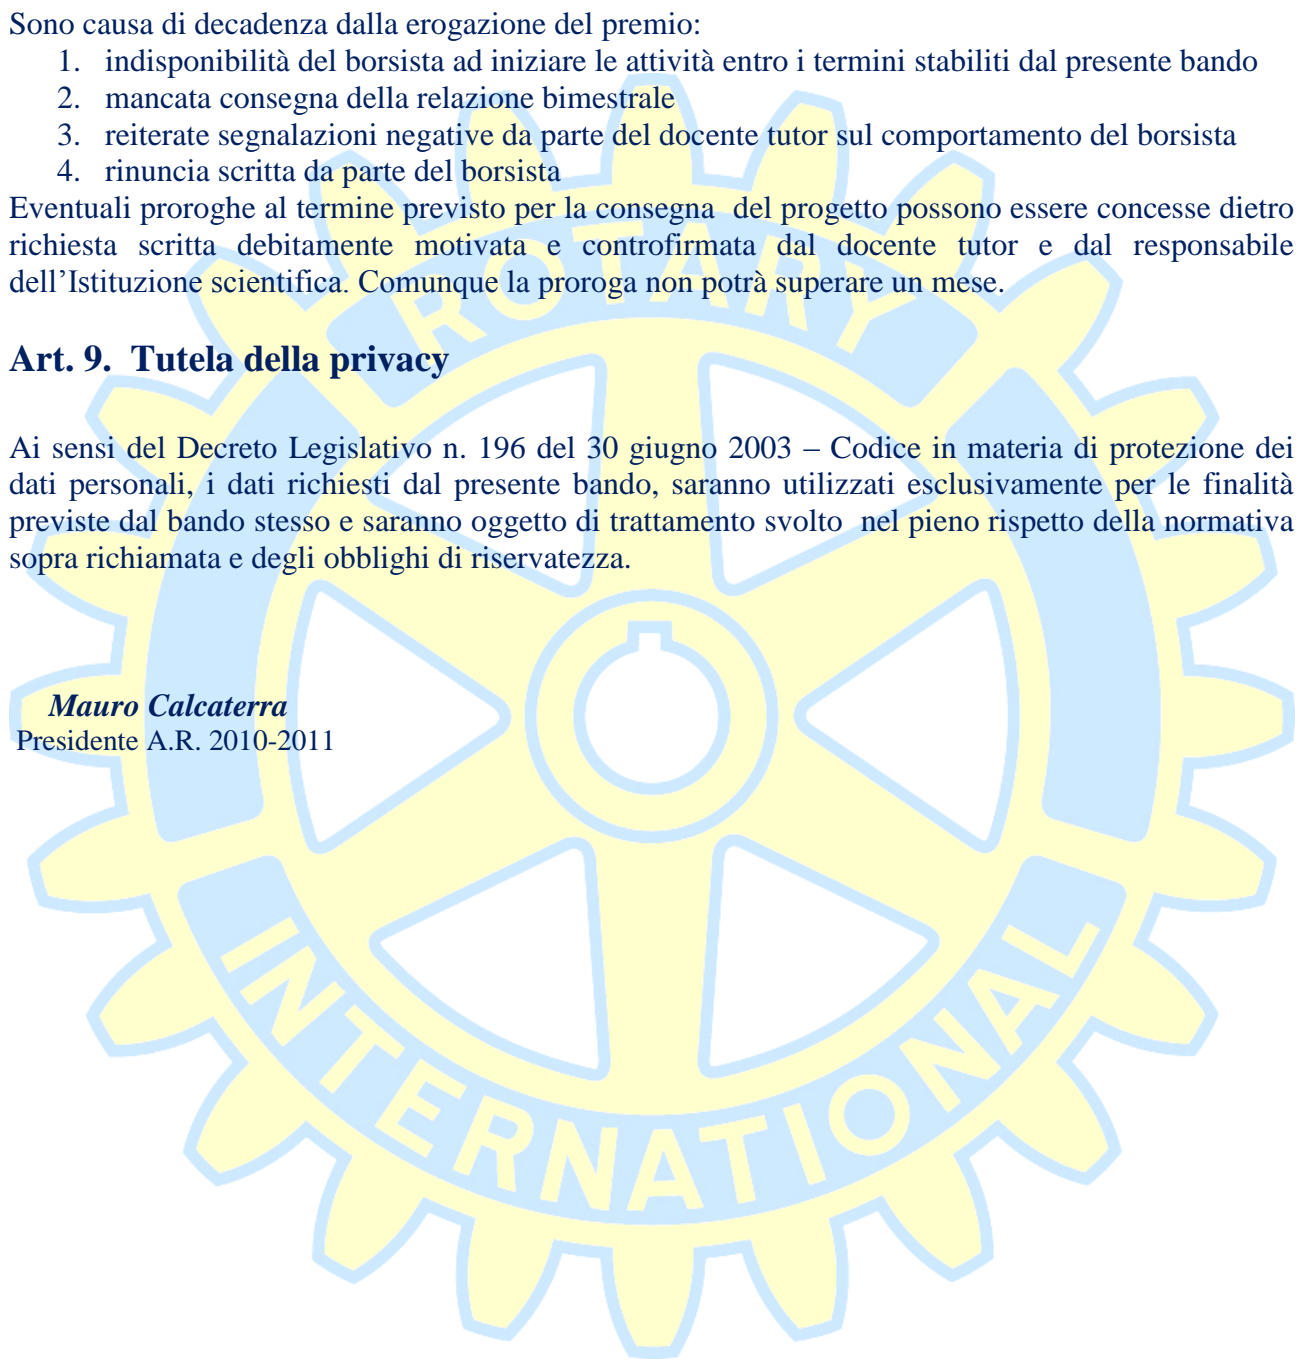 Sono causa di decadenza dalla erogazione del premio:
1. indisponibilità del borsista ad iniziare le attività entro i termini stabiliti dal presente bando
2. mancata consegna della relazione bimestrale
3. reiterate segnalazioni negative da parte del docente tutor sul comportamento del borsista
4. rinuncia scritta da parte del borsista
Eventuali proroghe al termine previsto per la consegna  del progetto possono essere concesse dietro
richiesta scritta debitamente motivata e controfirmata dal docente tutor e dal responsabile
dell’Istituzione scientifica. Comunque la proroga non potrà superare un mese.
Art. 9.  Tutela della privacy
Ai sensi del Decreto Legislativo n. 196 del 30 giugno 2003 – Codice in materia di protezione dei
dati personali, i dati richiesti dal presente bando, saranno utilizzati esclusivamente per le finalità
previste dal bando stesso e saranno oggetto di trattamento svolto  nel pieno rispetto della normativa
sopra richiamata e degli obblighi di riservatezza.
Mauro Calcaterra
Presidente A.R. 2010-2011
ROTARY
INTERNATIONAL